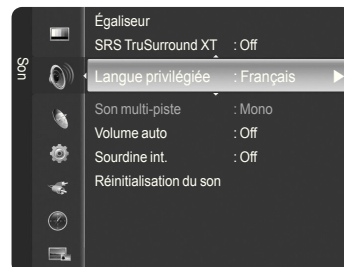 Son
Égaliseur
SRS TruSurround XT : Off
Langue privilégiée : Français
Son multi-piste : Mono
Volume auto : Off
Sourdine int. : Off
Réinitialisation du son